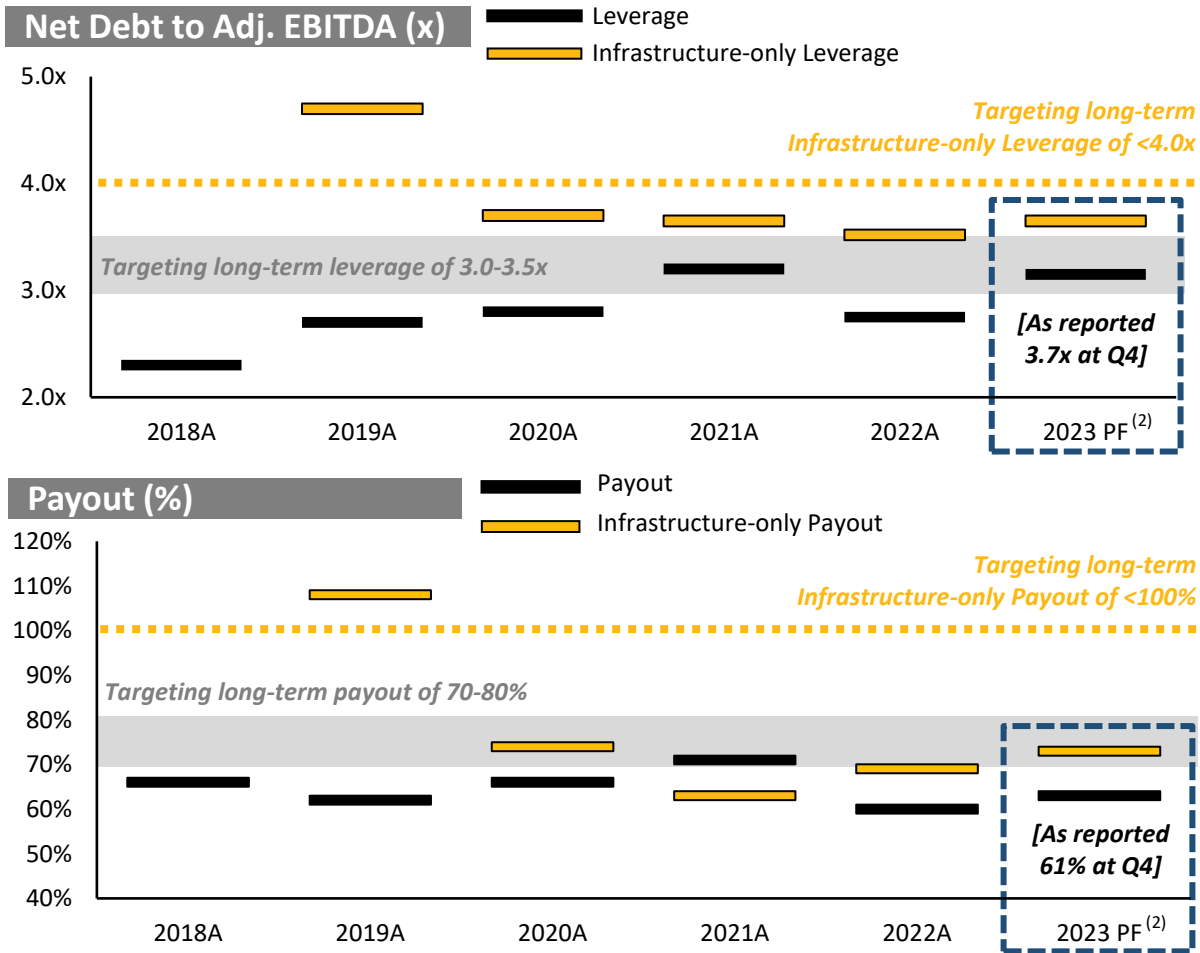 Net Debt to Adj. EBITDA (x)
Leverage
Infrastructure-only Leverage
5.0x
4.0x
3.0x
2.0x
Targeting long-term
Infrastructure-only Leverage of <4.0x
Targeting long-term leverage of 3.0-3.5x
[As reported
3.7x at Q4]
2018A 2019A 2020A 2021A 2022A 2023 PF (2)
Payout (%)
Payout
Infrastructure-only Payout
120%
110%
100%
90%
80%
70%
60%
50%
40%
Targeting long-term
Infrastructure-only Payout of <100%
Targeting long-term payout of 70-80%
[As reported
61% at Q4]
2018A 2019A 2020A 2021A 2022A 2023 PF (2)